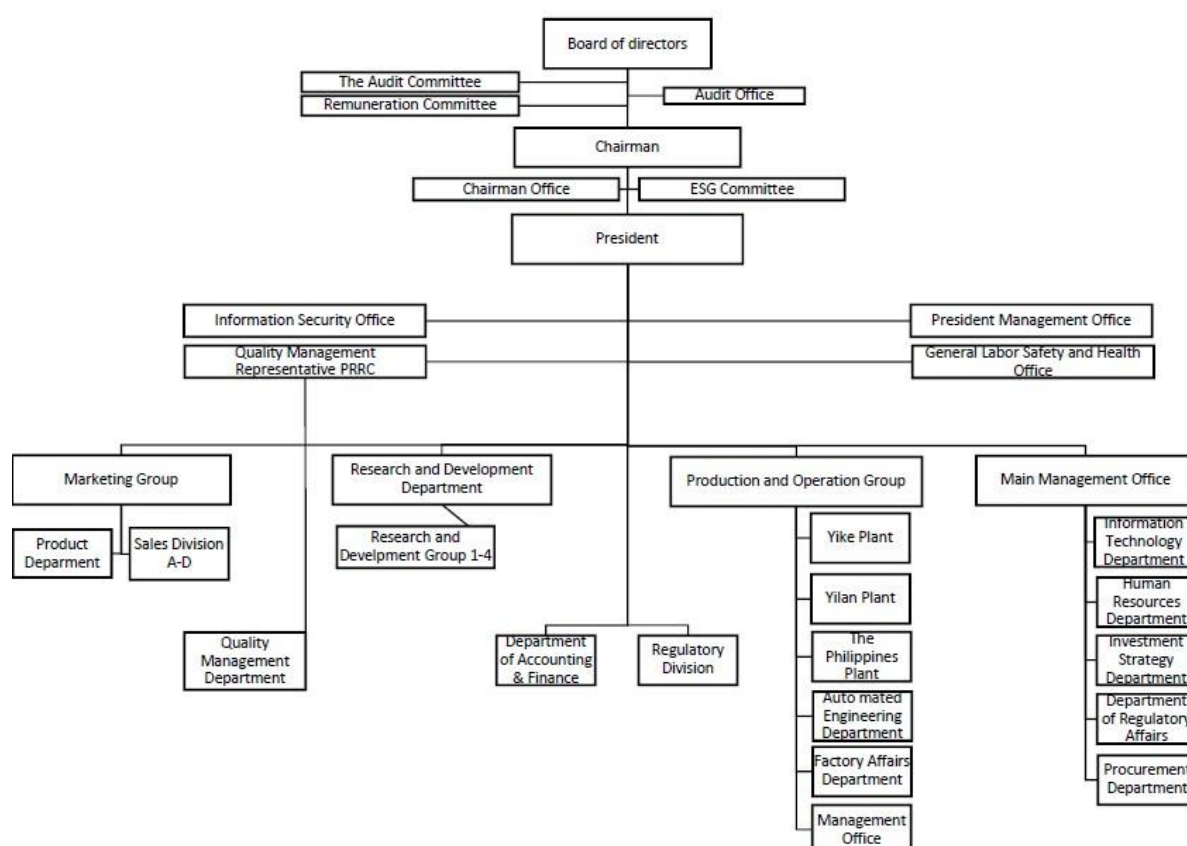 Board of directors
The Audit Committee
Remuneration Committee
Audit Office
Chairman
Chairman Office
ESG Committee
President
Information Security Office
President Management Office
Quality Management
Representative PRRC
General Labor Safety and Health
Office
Marketing Group
Research and Development
Department
Production and Operation Group
Main Management Office
Product
Deparment
Sales Division
A-D
Research and
Develpment Group 1-4
Yike Plant
Yilan Plant
The
Philippines
Plant
Auto mated
Engineering
Department
Factory Affairs
Department
Management
Office
Information
Technology
Department
Human
Resources
Department
Investment
Strategy
Department
Department
of Regulatory
Affairs
Procurement
Department
Quality
Management
Department
Department
of Accounting
& Finance
Regulatory
Division